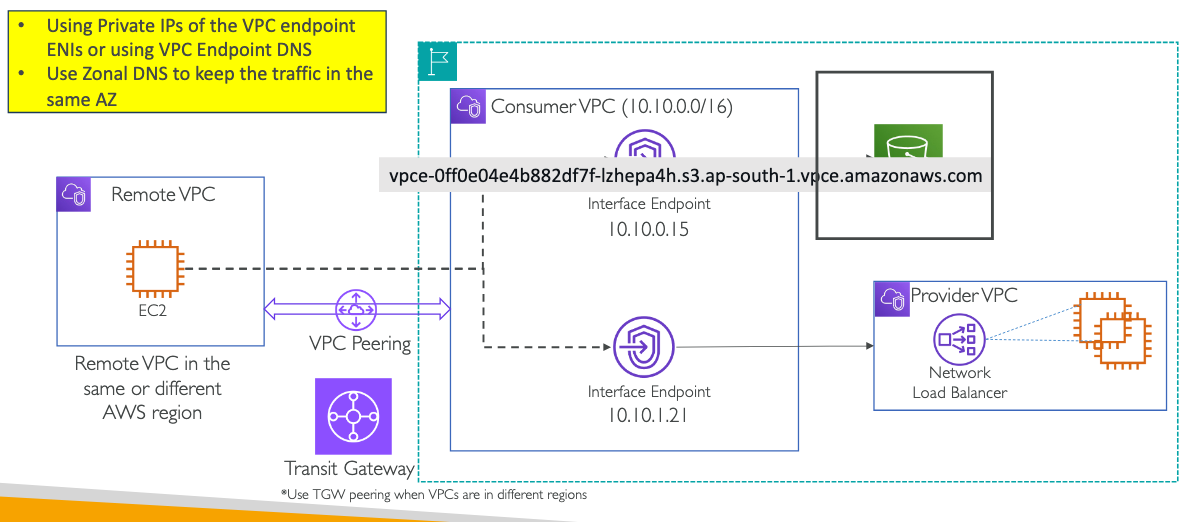 • Using Private IPs of the VPC endpoint
ENIs or using VPC Endpoint DNS
• Use Zonal DNS to keep the traffic in the
same AZ
Consumer VPC (10.10.0.0/16)
vpce-0ff0e04e4b882df7f-lzhepa4h.s3.ap-south-1.vpce.amazonaws.com
Interface Endpoint
10.10.0.15
Remote VPC
EC2
VPC Peering
Remote VPC in the
same or different
AWS region
Interface Endpoint
10.10.1.21
Provider VPC
Network
Load Balancer
Transit Gateway
*Use TGW peering when VPCs are in different regions